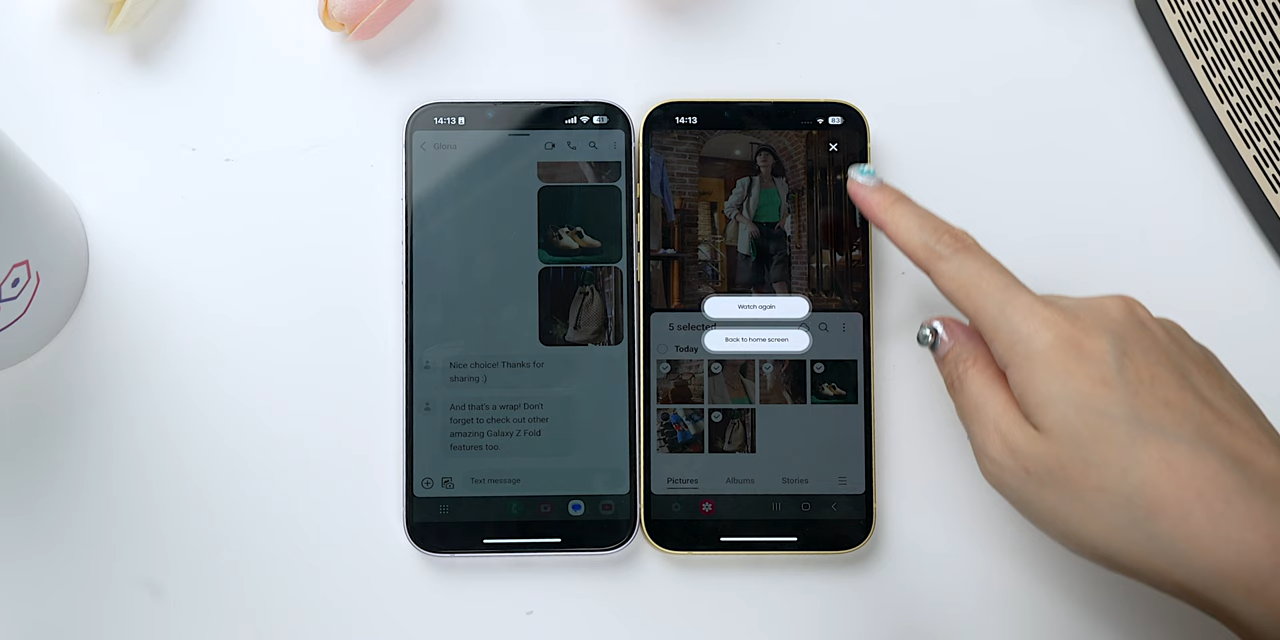 14:13
41
Gloria
Nice choice! Thanks for
sharing :)
And that's a wrap! Don't
forget to check out other
amazing Galaxy Z Fold
features too.
Text message
14:13
83
Watch again
5 selected
Back to home screen
Today
Pictures
Albums
Stories